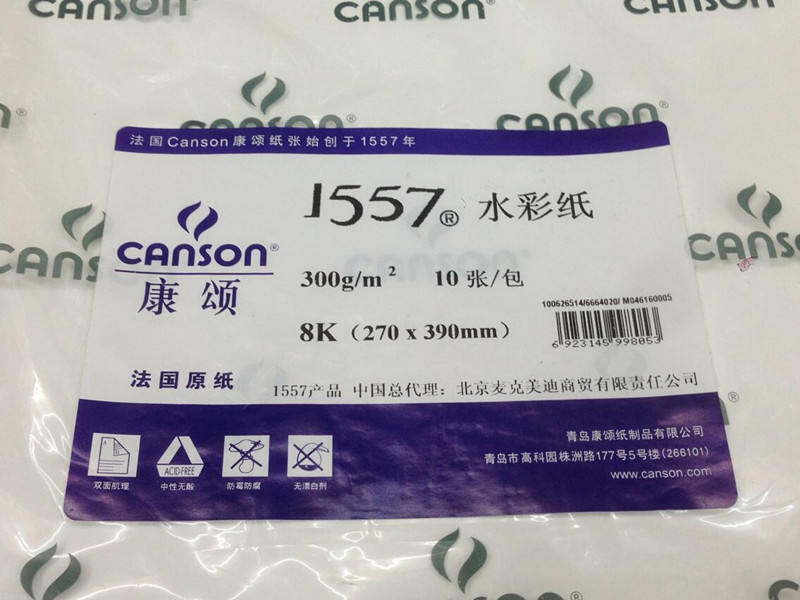 CANSON
CANSON®
CANSON
CANSON
CANSON®
法国Canson康颂纸张始创于1557年
1557® 水彩纸
CANSON®
康颂
300g/m² 10张/包
8K（270 x 390mm）
100626514/6664020/ M046160005
6 923145 998053
法国原纸
1557产品 中国总代理：北京麦克美迪商贸有限责任公司
双面肌理
ACID-FREE
中性无酸
防霉防腐
无漂白剂
青岛康颂纸制品有限公司
青岛市高科园株洲路177号5号楼(266101)
www.canson.com